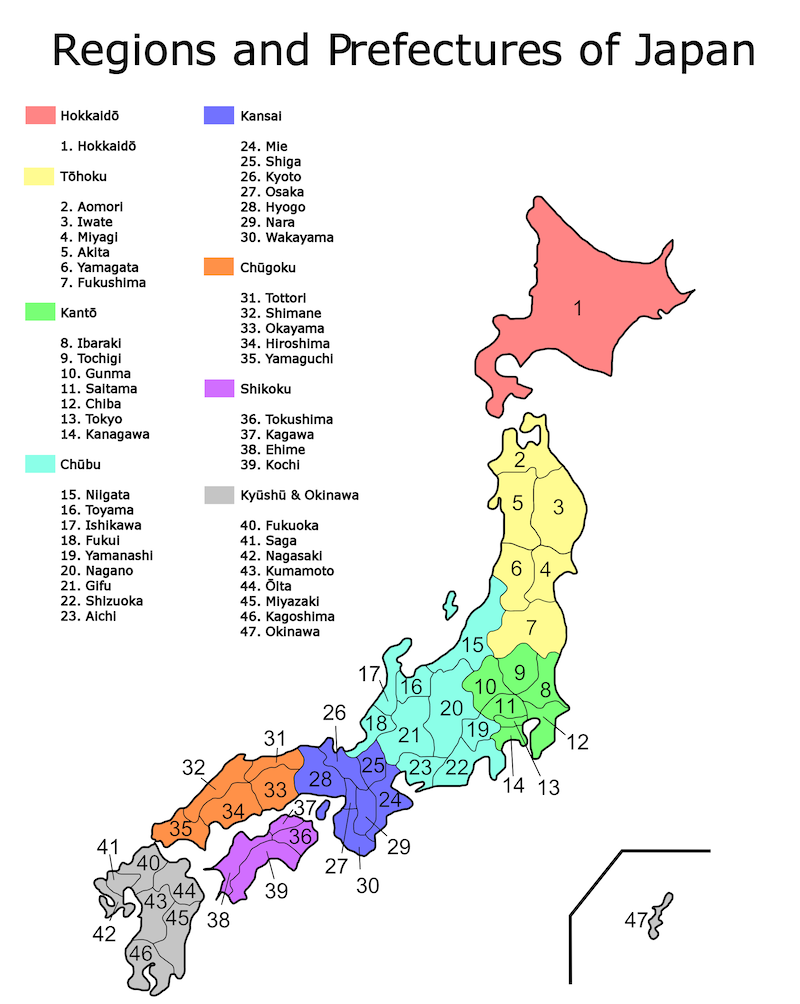 Regions and Prefectures of Japan
Hokkaidō
1. Hokkaidō
Tōhoku
2. Aomori
3. Iwate
4. Miyagi
5. Akita
6. Yamagata
7. Fukushima
Kantō
8. Ibaraki
9. Tochigi
10. Gunma
11. Saitama
12. Chiba
13. Tokyo
14. Kanagawa
Chūbu
15. Niigata
16. Toyama
17. Ishikawa
18. Fukui
19. Yamanashi
20. Nagano
21. Gifu
22. Shizuoka
23. Aichi
Kansai
24. Mie
25. Shiga
26. Kyoto
27. Osaka
28. Hyogo
29. Nara
30. Wakayama
Chūgoku
31. Tottori
32. Shimane
33. Okayama
34. Hiroshima
35. Yamaguchi
Shikoku
36. Tokushima
37. Kagawa
38. Ehime
39. Kochi
Kyūshū & Okinawa
40. Fukuoka
41. Saga
42. Nagasaki
43. Kumamoto
44. Ōita
45. Miyazaki
46. Kagoshima
47. Okinawa
1
2
5
3
6
4
7
15
17
16
9
10
8
11
20
18
19
21
26
12
31
25
23
22
32
28
14
13
33
24
34
37
35
36
29
41
40
27
39
30
44
43
45
38
42
46
47